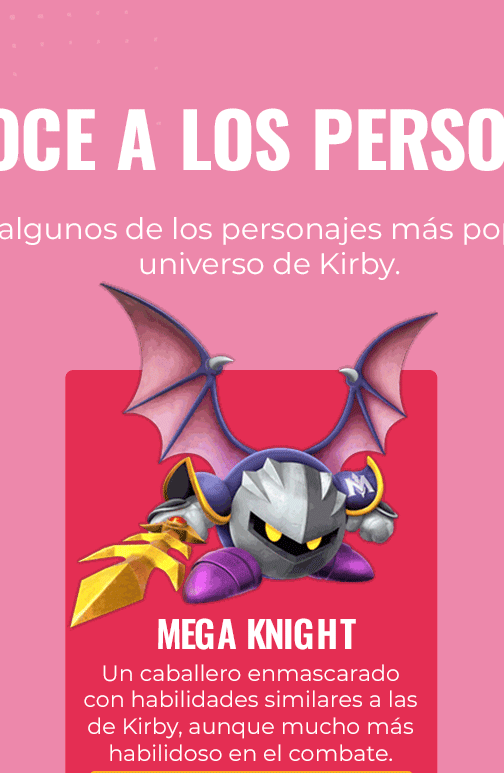 OCE A LOS PERSO
algunos de los personajes más po
universo de Kirby.
M
MEGA KNIGHT
Un caballero enmascarado
con habilidades similares a las
de Kirby, aunque mucho más
habilidoso en el combate.